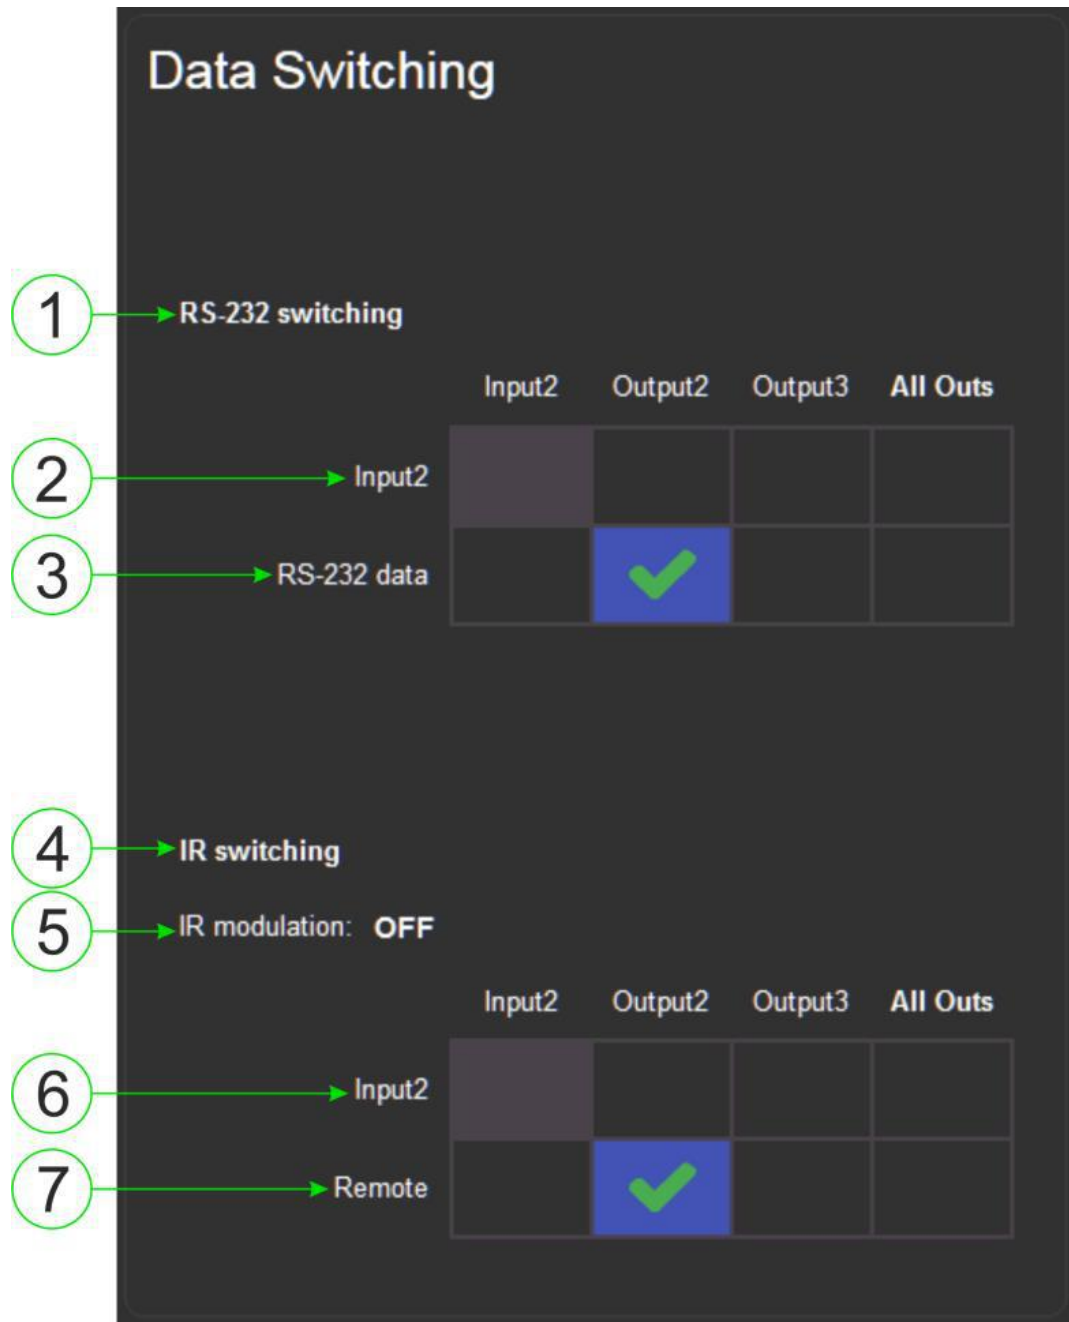 Data Switching
1 RS-232 switching
Input2 Output2 Output3 All Outs
2 Input2
3 RS-232 data
4 IR switching
5 IR modulation: OFF
Input2 Output2 Output3 All Outs
6 Input2
7 Remote